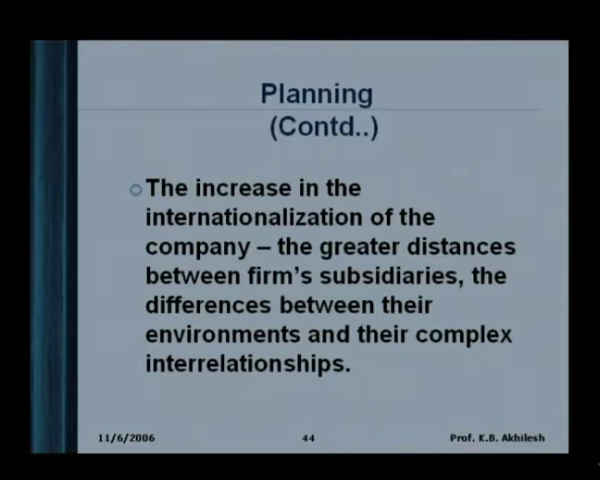 Planning
(Contd..)
The increase in the
internationalization of the
company – the greater distances
between firm's subsidiaries, the
differences between their
environments and their complex
interrelationships.
11/6/2006 44 Prof. K.B. Akhilesh